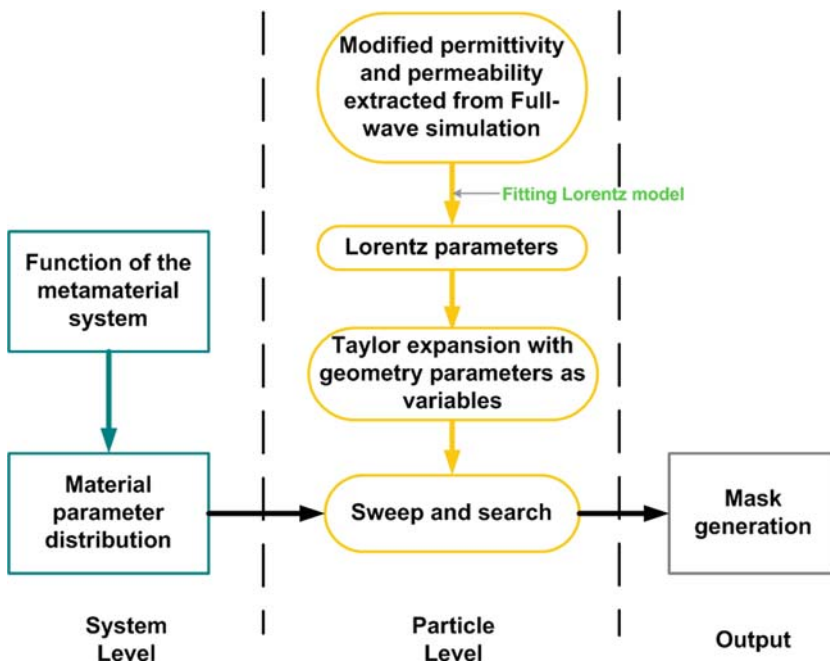 Modified permittivity
and permeability
extracted from Full-
wave simulation
Fitting Lorentz model
Lorentz parameters
Function of the
metamaterial
system
Taylor expansion with
geometry parameters as
variables
Material
parameter
distribution
Sweep and search
Mask
generation
System
Level
Particle
Level
Output